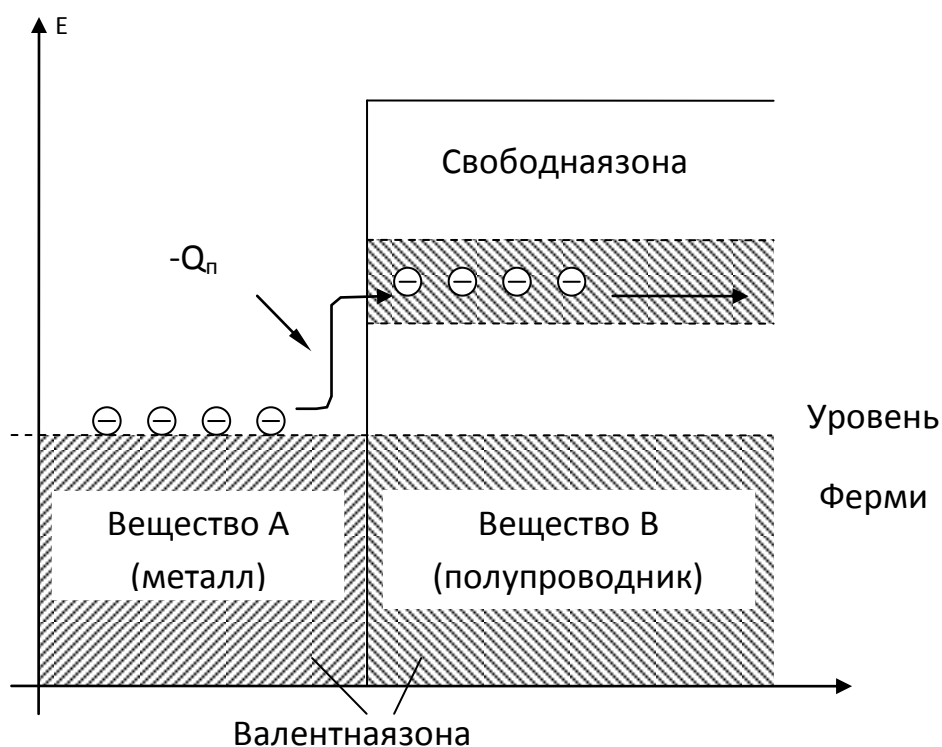 E
Свободнаязона
-Qп
Уровень
Ферми
Вещество А
(металл)
Вещество В
(полупроводник)
Валентнаязона